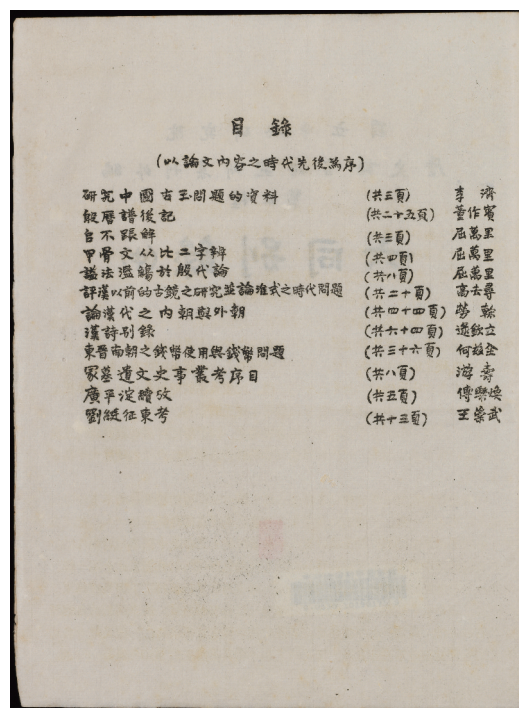 目錄
(以論文內容之時代先後為序)
研究中國古玉問題的資料 (共三頁) 李濟
殷曆譜後記 (共二十五頁) 董作賓
自不踧解 (共三頁) 屈萬里
甲骨文从比二字辨 (共四頁) 屈萬里
謚法濫觴於殷代論 (共八頁) 屈萬里
評漢以前的古鏡之研究並論淮式之時代問題 (共二十頁) 高去尋
論漢代之內朝與外朝 (共四十四頁) 勞榦
漢詩別錄 (共六十四頁) 逯欽立
東晉南朝之錢幣使用與錢幣問題 (共三十六頁) 何茲全
冢墓遺文史事叢考序目 (共八頁) 游壽
廣平淀續攷 (共五頁) 傅樂煥
劉綎征東考 (共十三頁) 王崇武